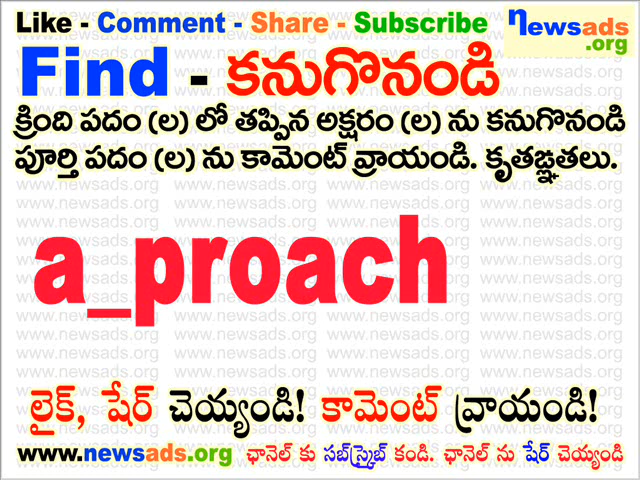 Like - Comment - Share - Subscribe
newsads
.org
Find - కనుగొనండి
క్రింది పదం (ల) లో తప్పిన అక్షరం (ల) ను కనుగొనండి
పూర్తి పదం (ల) ను కామెంట్ వ్రాయండి. కృతఙ్ఞతలు.
a_proach
లైక్, షేర్ చెయ్యండి! కామెంట్ వ్రాయండి!
www.newsads.org ఛానెల్ కు సబ్‌స్క్రైబ్ కండి. ఛానెల్ ను షేర్ చెయ్యండి